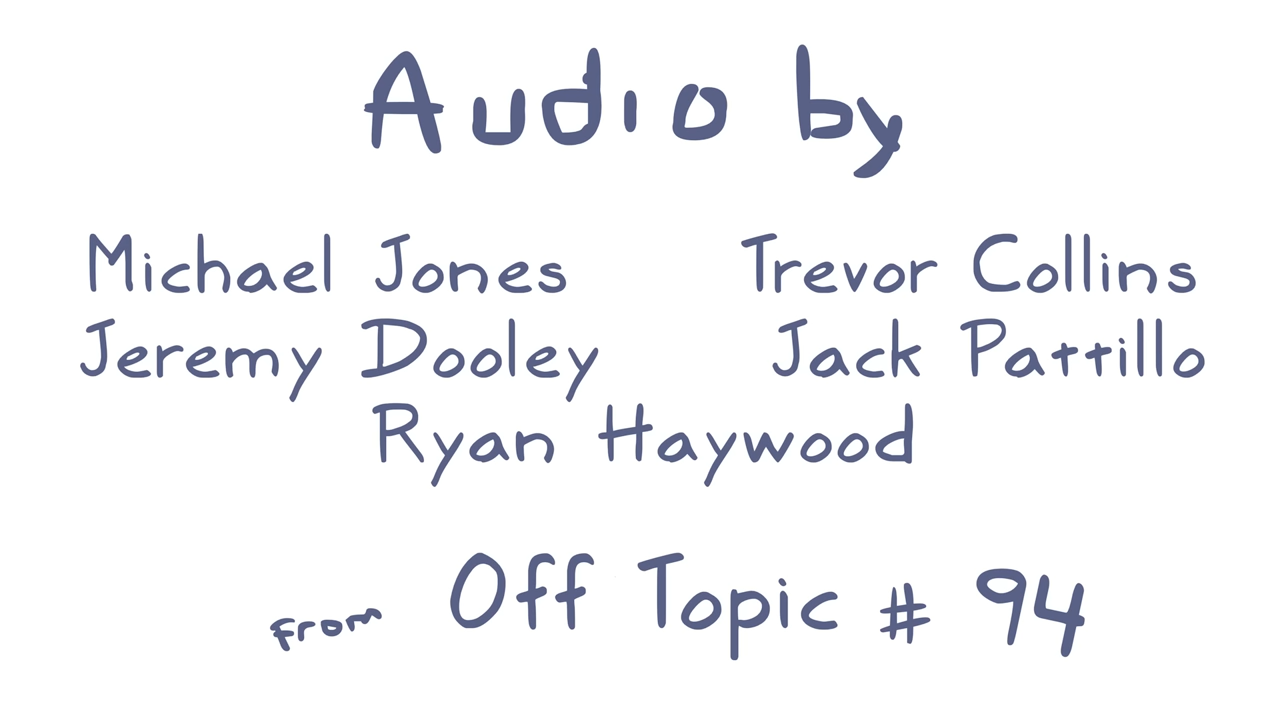 Audio by
Michael Jones Trevor Collins
Jeremy Dooley Jack Pattillo
Ryan Haywood
from Off Topic # 94